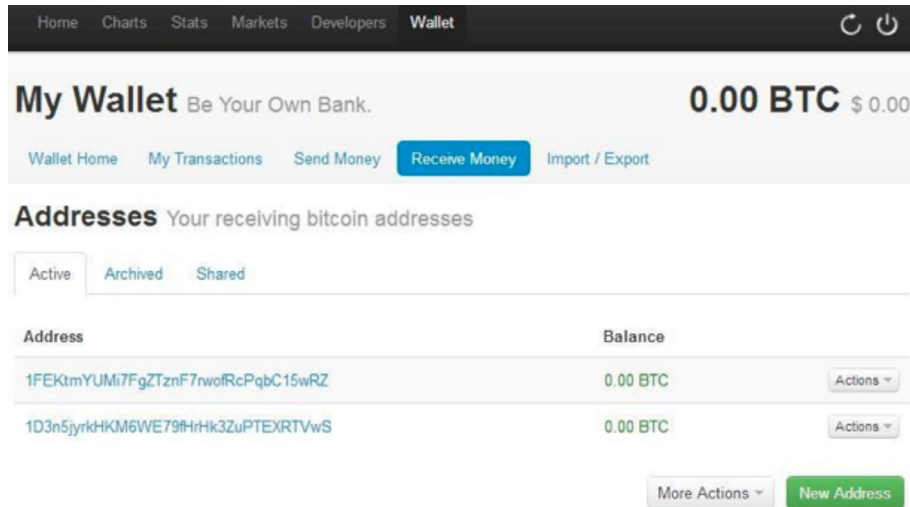 Home Charts Stats Markets Developers Wallet
My Wallet Be Your Own Bank. 0.00 BTC $ 0.00
Wallet Home My Transactions Send Money Receive Money Import / Export
Addresses Your receiving bitcoin addresses
Active Archived Shared
Address Balance
1FEKtmYUMi7FgZTznF7rwofRcPqbC15wRZ 0.00 BTC Actions
1D3n5jyrkHKM6WE79fHrHk3ZuPTEXRTVwS 0.00 BTC Actions
More Actions New Address